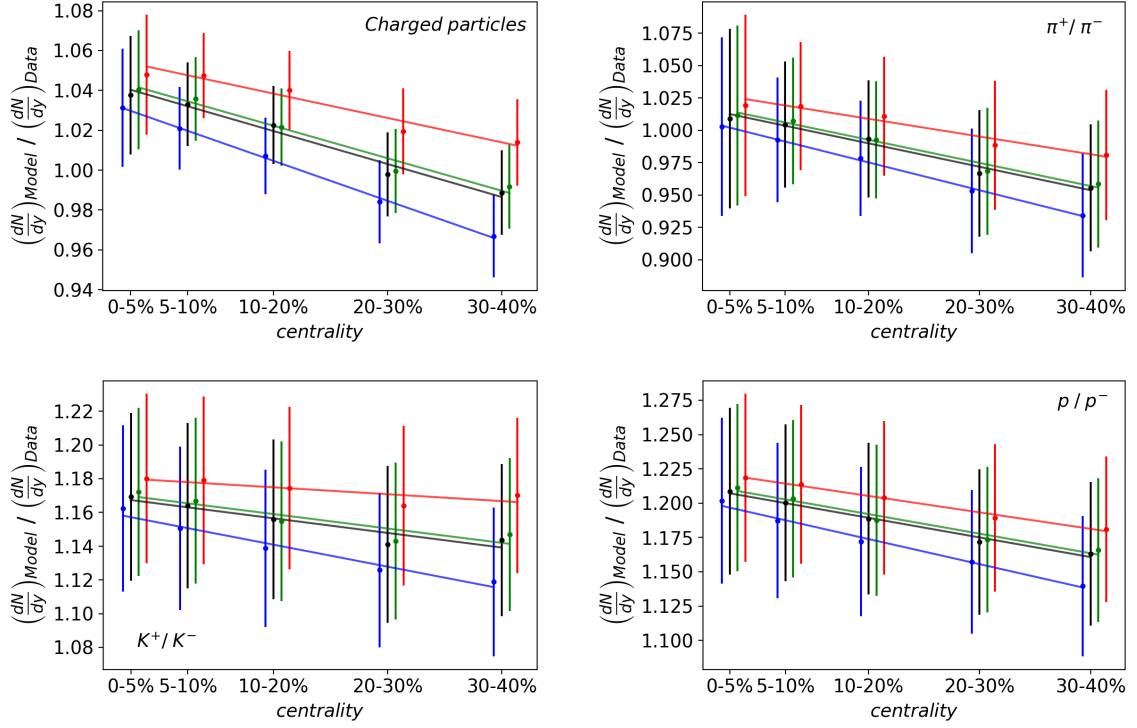 Charged particles
1.08
1.06
1.04
1.02
1.00
0.98
0.96
0.94
(dN/dy)Model / (dN/dy)Data
0-5% 5-10% 10-20% 20-30% 30-40%
centrality
π⁺/ π⁻
1.075
1.050
1.025
1.000
0.975
0.950
0.925
0.900
(dN/dy)Model / (dN/dy)Data
0-5% 5-10% 10-20% 20-30% 30-40%
centrality
1.22
1.20
1.18
1.16
1.14
1.12
1.10
1.08
(dN/dy)Model / (dN/dy)Data
K⁺/ K⁻
0-5% 5-10% 10-20% 20-30% 30-40%
centrality
p / p⁻
1.275
1.250
1.225
1.200
1.175
1.150
1.125
1.100
(dN/dy)Model / (dN/dy)Data
0-5% 5-10% 10-20% 20-30% 30-40%
centrality